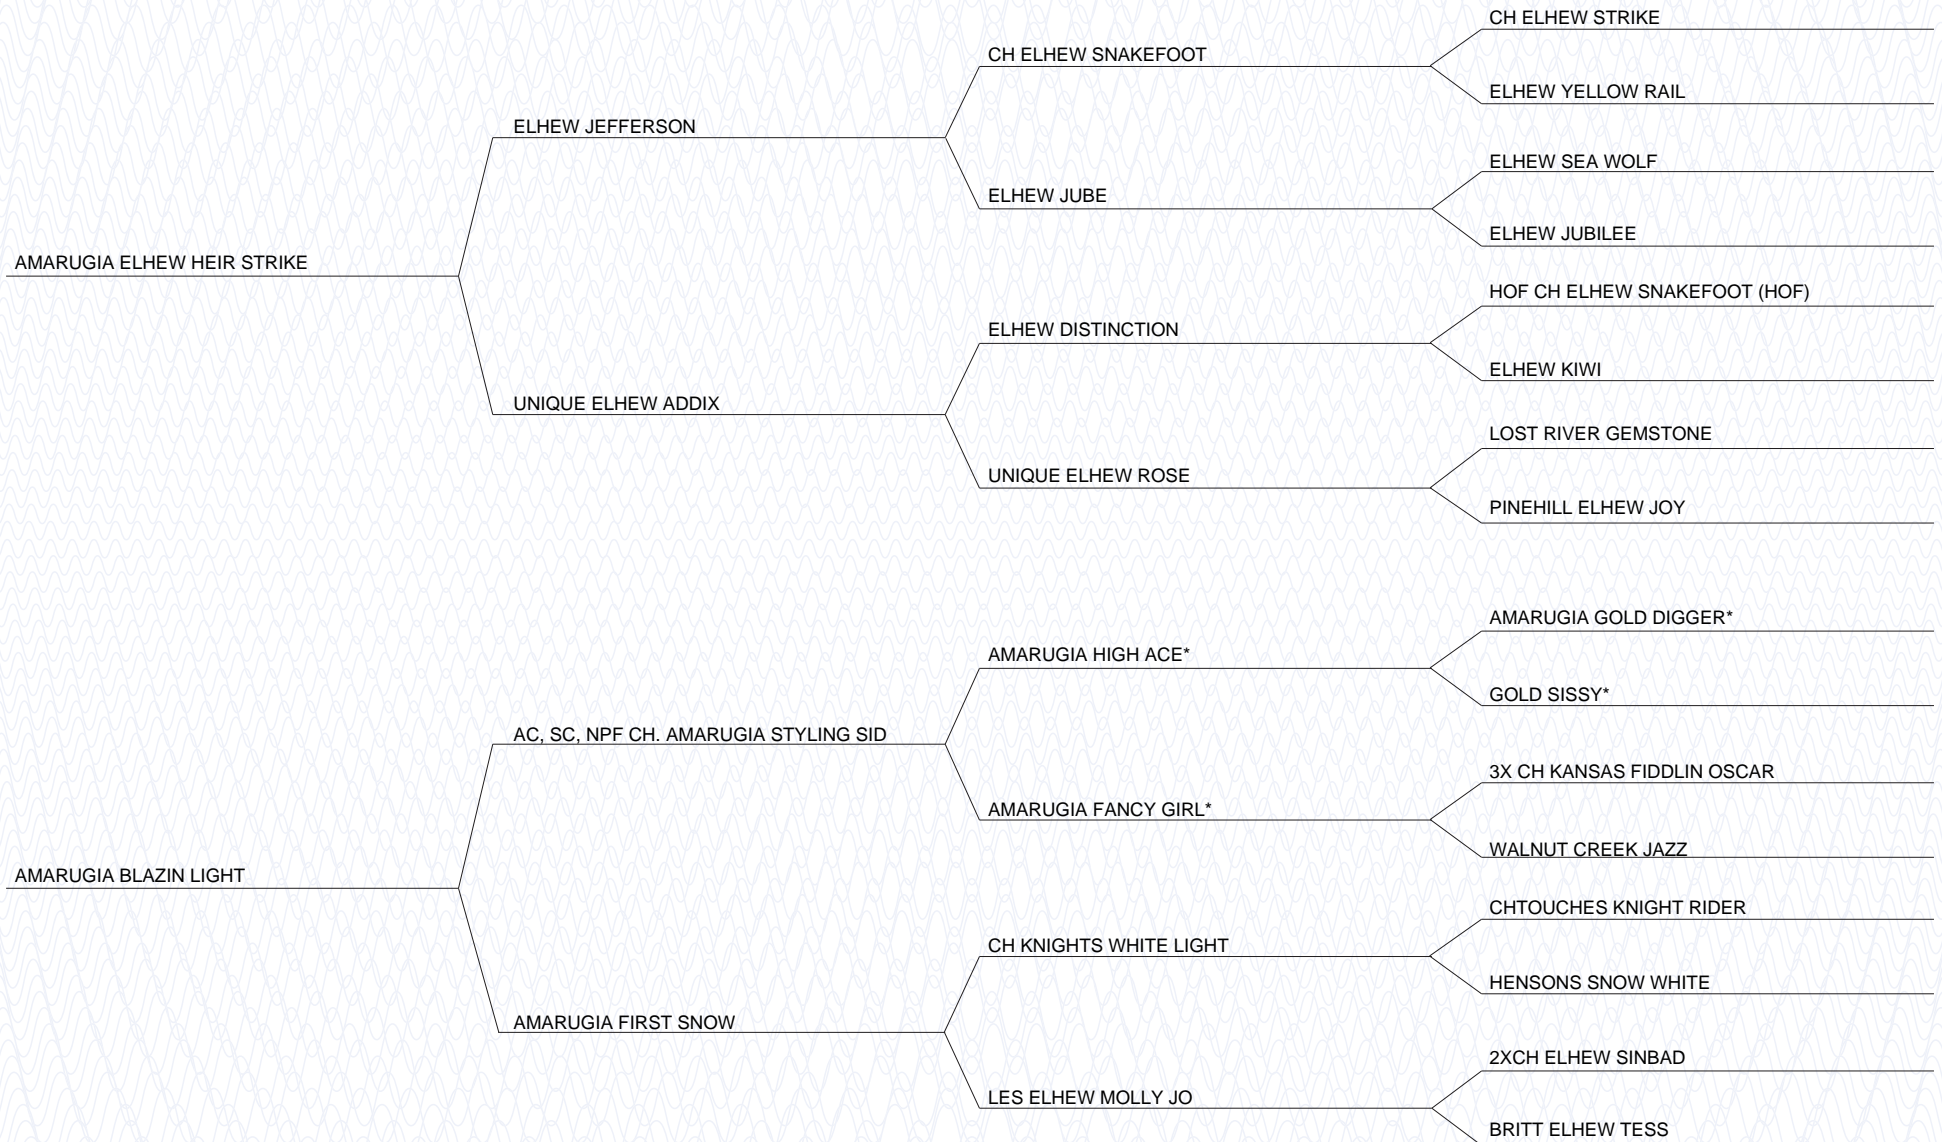 CH ELHEW STRIKE
CH ELHEW SNAKEFOOT
ELHEW YELLOW RAIL
ELHEW JEFFERSON
ELHEW SEA WOLF
ELHEW JUBE
ELHEW JUBILEE
AMARUGIA ELHEW HEIR STRIKE
HOF CH ELHEW SNAKEFOOT (HOF)
ELHEW DISTINCTION
ELHEW KIWI
UNIQUE ELHEW ADDIX
LOST RIVER GEMSTONE
UNIQUE ELHEW ROSE
PINEHILL ELHEW JOY
AMARUGIA GOLD DIGGER*
AMARUGIA HIGH ACE*
GOLD SISSY*
AC, SC, NPF CH. AMARUGIA STYLING SID
3X CH KANSAS FIDDLIN OSCAR
AMARUGIA FANCY GIRL*
WALNUT CREEK JAZZ
AMARUGIA BLAZIN LIGHT
CHTOUCHES KNIGHT RIDER
CH KNIGHTS WHITE LIGHT
HENSONS SNOW WHITE
AMARUGIA FIRST SNOW
2XCH ELHEW SINBAD
LES ELHEW MOLLY JO
BRITT ELHEW TESS